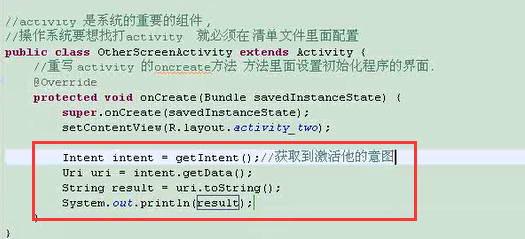 //activity 是系统的重要的组件，
//操作系统要想找打activity  就必须在 清单文件里面配置
public class OtherScreenActivity extends Activity {
//重写 activity 的oncreate方法 方法里面设置初始化程序的界面.
@Override
protected void onCreate(Bundle savedInstanceState) {
super.onCreate(savedInstanceState);
setContentView(R.layout.activity_two);
Intent intent = getIntent();//获取到激活他的意图
Uri uri = intent.getData();
String result = uri.toString();
System.out.println(result);
}
}